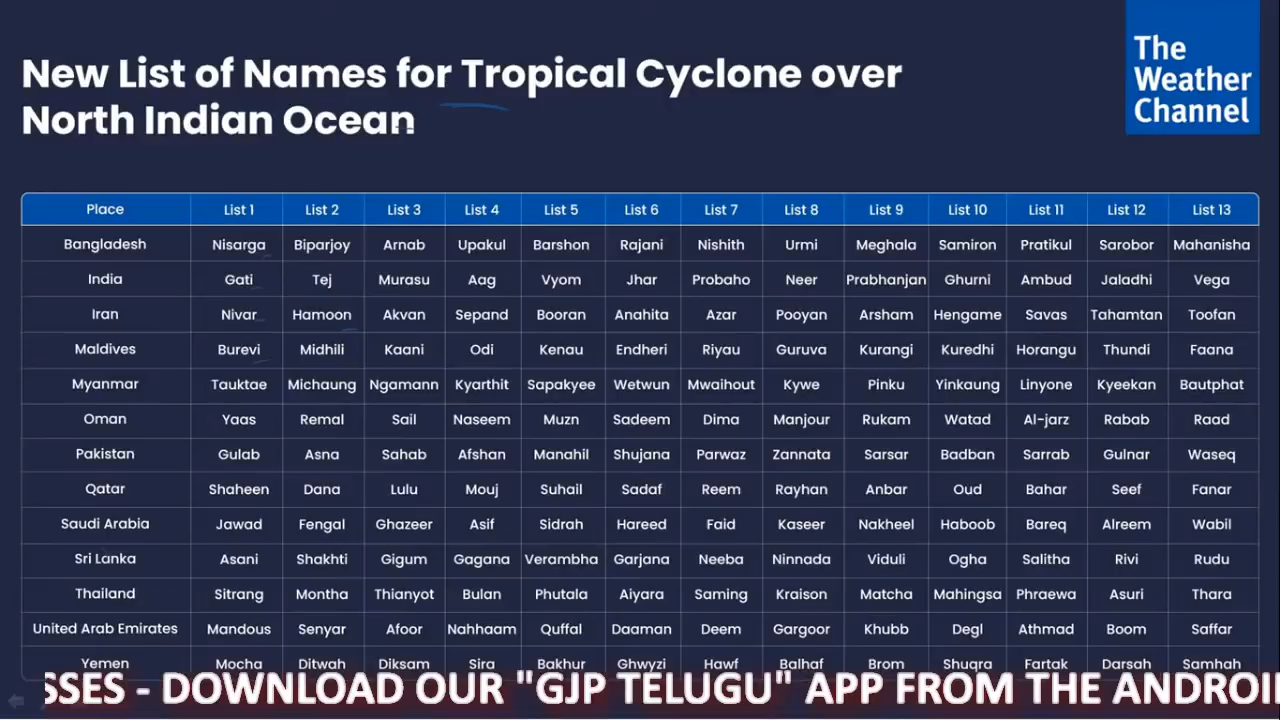 The
Weather
Channel
New List of Names for Tropical Cyclone over
North Indian Ocean
Place List 1 List 2 List 3 List 4 List 5 List 6 List 7 List 8 List 9 List 10 List 11 List 12 List 13
Bangladesh Nisarga Biparjoy Arnab Upakul Barshon Rajani Nishith Urmi Meghala Samiron Pratikul Sarobor Mahanisha
India Gati Tej Murasu Aag Vyom Jhar Probaho Neer Prabhanjan Ghurni Ambud Jaladhi Vega
Iran Nivar Hamoon Akvan Sepand Booran Anahita Azar Pooyan Arsham Hengame Savas Tahamtan Toofan
Maldives Burevi Midhili Kaani Odi Kenau Endheri Riyau Guruva Kurangi Kuredhi Horangu Thundi Faana
Myanmar Tauktae Michaung Ngamann Kyarthit Sapakyee Wetwun Mwaihout Kywe Pinku Yinkaung Linyone Kyeekan Bautphat
Oman Yaas Remal Sail Naseem Muzn Sadeem Dima Manjour Rukam Watad Al-jarz Rabab Raad
Pakistan Gulab Asna Sahab Afshan Manahil Shujana Parwaz Zannata Sarsar Badban Sarrab Gulnar Waseq
Qatar Shaheen Dana Lulu Mouj Suhail Sadaf Reem Rayhan Anbar Oud Bahar Seef Fanar
Saudi Arabia Jawad Fengal Ghazeer Asif Sidrah Hareed Faid Kaseer Nakheel Haboob Bareq Alreem Wabil
Sri Lanka Asani Shakhti Gigum Gagana Verambha Garjana Neeba Ninnada Viduli Ogha Salitha Rivi Rudu
Thailand Sitrang Montha Thianyot Bulan Phutala Aiyara Saming Kraison Matcha Mahingsa Phraewa Asuri Thara
United Arab Emirates Mandous Senyar Afoor Nahhaam Quffal Daaman Deem Gargoor Khubb Degl Athmad Boom Saffar
Yemen Mocha Ditwah Diksam Sira Bakhur Ghwyzi Hawf Balhaf Brom Shuqra Fartak Darsah Samhah
SSES - DOWNLOAD OUR "GJP TELUGU" APP FROM THE ANDROI